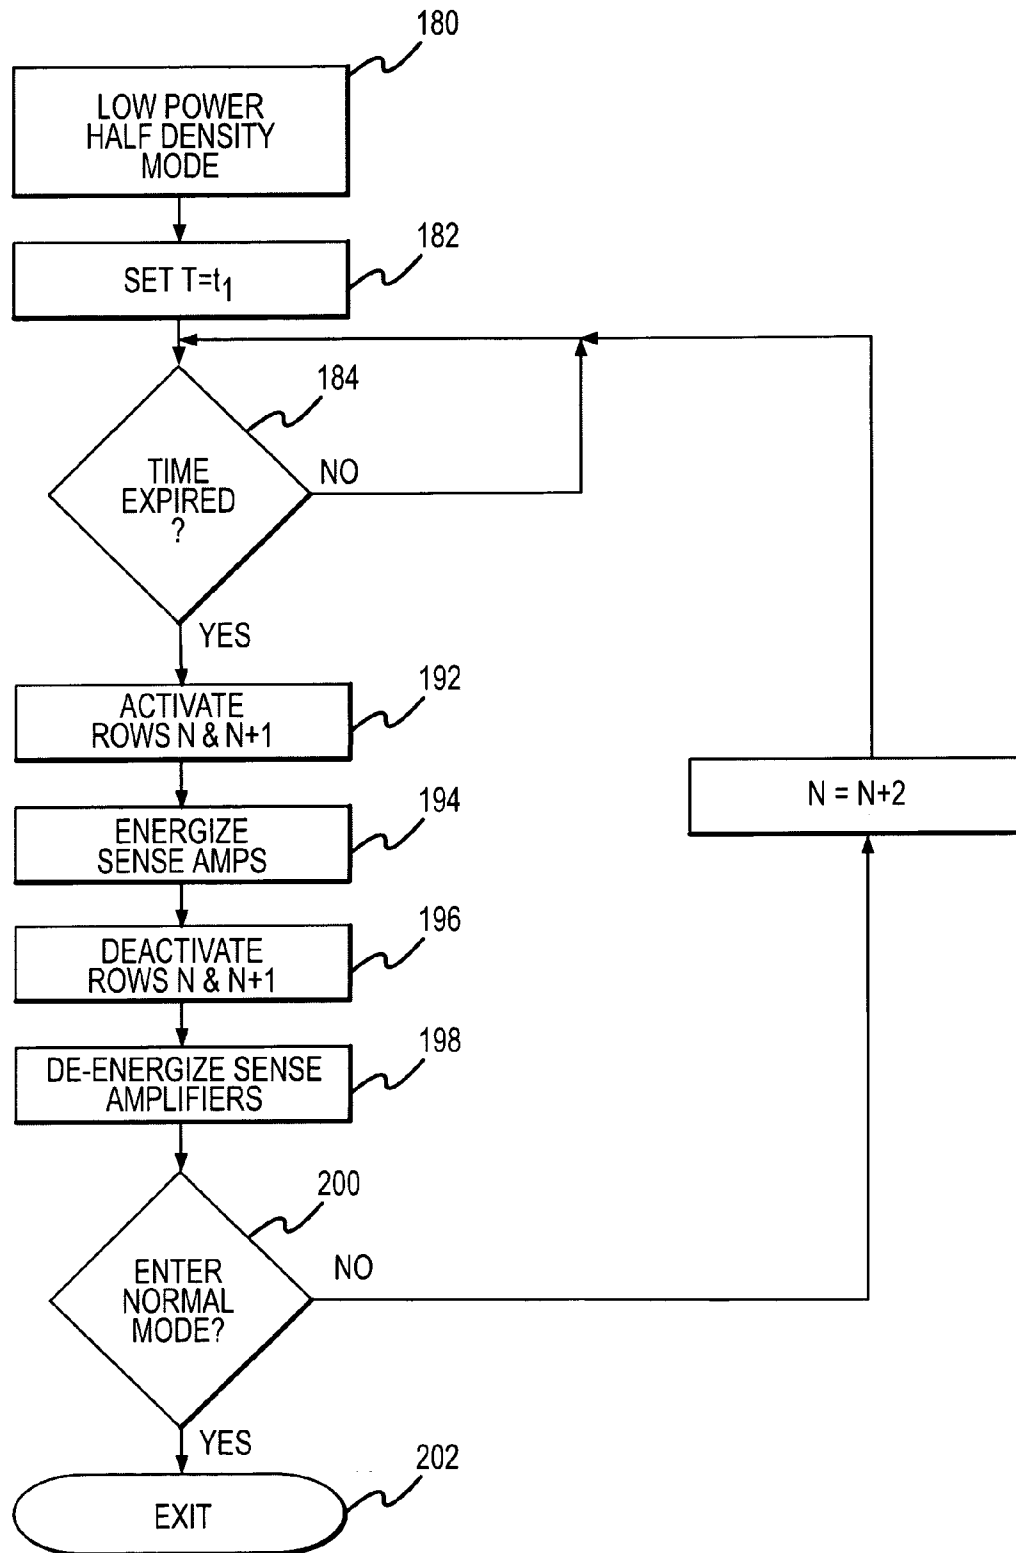 180
LOW POWER
HALF DENSITY
MODE
182
SET T=t1
184
TIME
EXPIRED
?
NO
YES
192
ACTIVATE
ROWS N & N+1
N = N+2
194
ENERGIZE
SENSE AMPS
196
DEACTIVATE
ROWS N & N+1
198
DE-ENERGIZE SENSE
AMPLIFIERS
200
ENTER
NORMAL
MODE?
NO
YES
202
EXIT